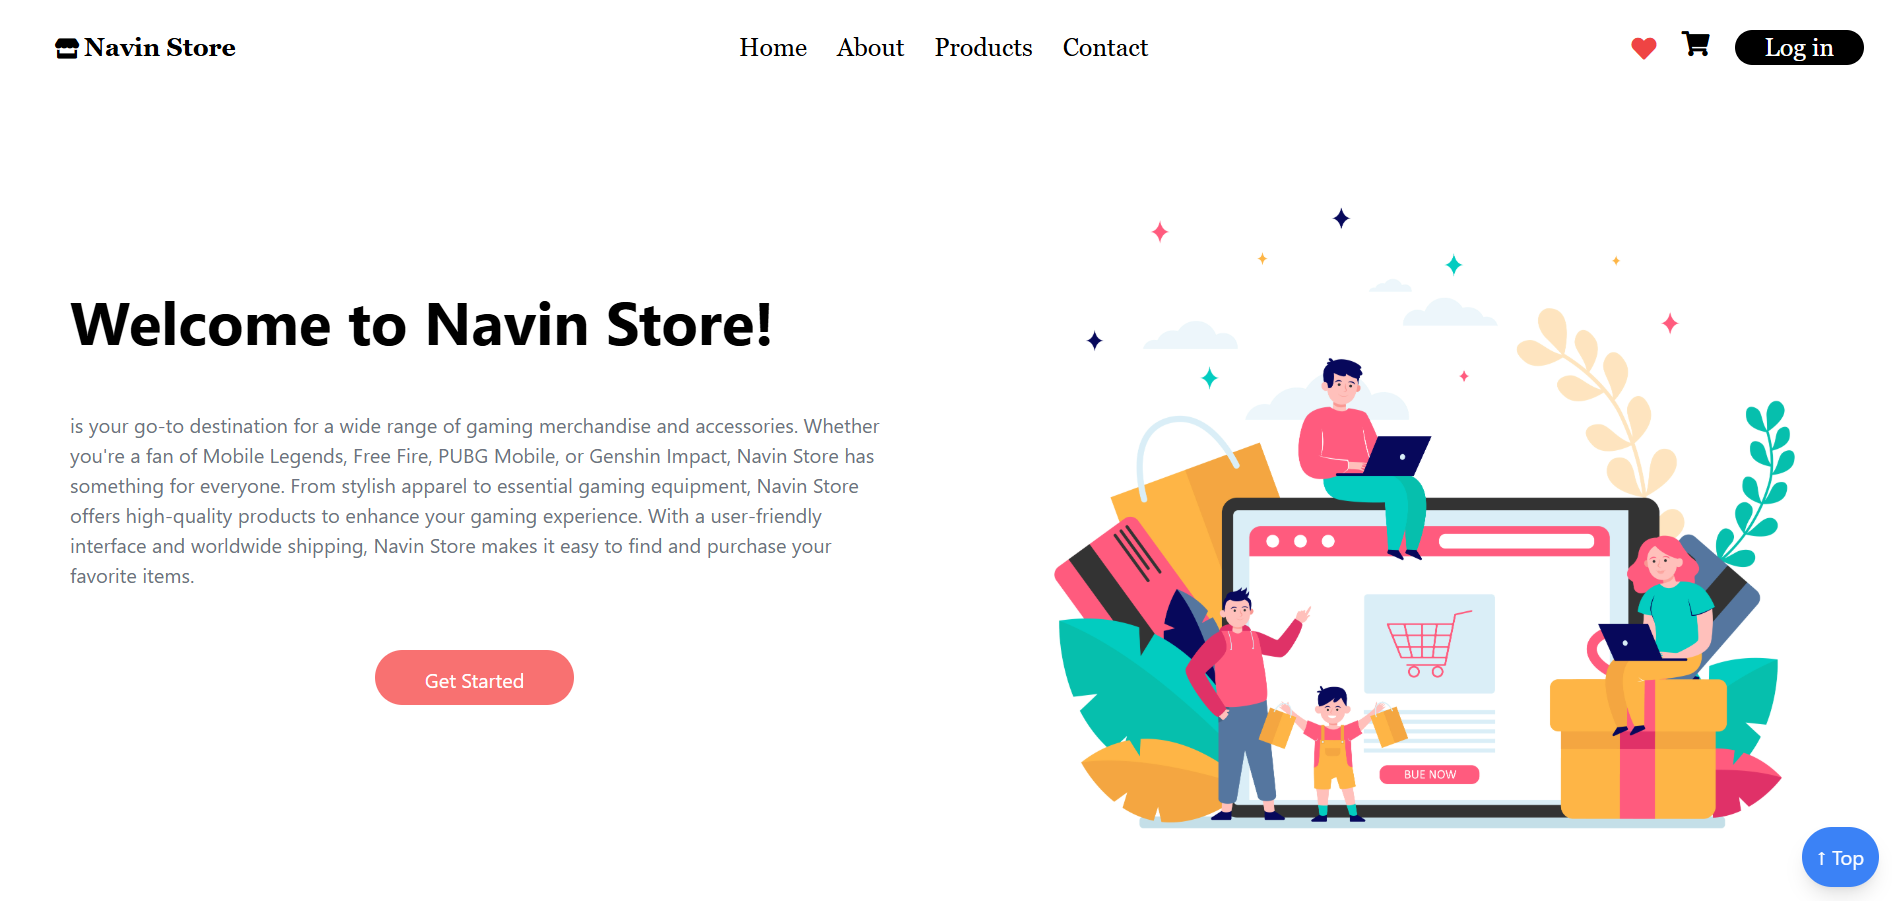 Navin Store
Home About Products Contact
Log in
Welcome to Navin Store!
is your go-to destination for a wide range of gaming merchandise and accessories. Whether
you're a fan of Mobile Legends, Free Fire, PUBG Mobile, or Genshin Impact, Navin Store has
something for everyone. From stylish apparel to essential gaming equipment, Navin Store
offers high-quality products to enhance your gaming experience. With a user-friendly
interface and worldwide shipping, Navin Store makes it easy to find and purchase your
favorite items.
Get Started
BUE NOW
↑ Top